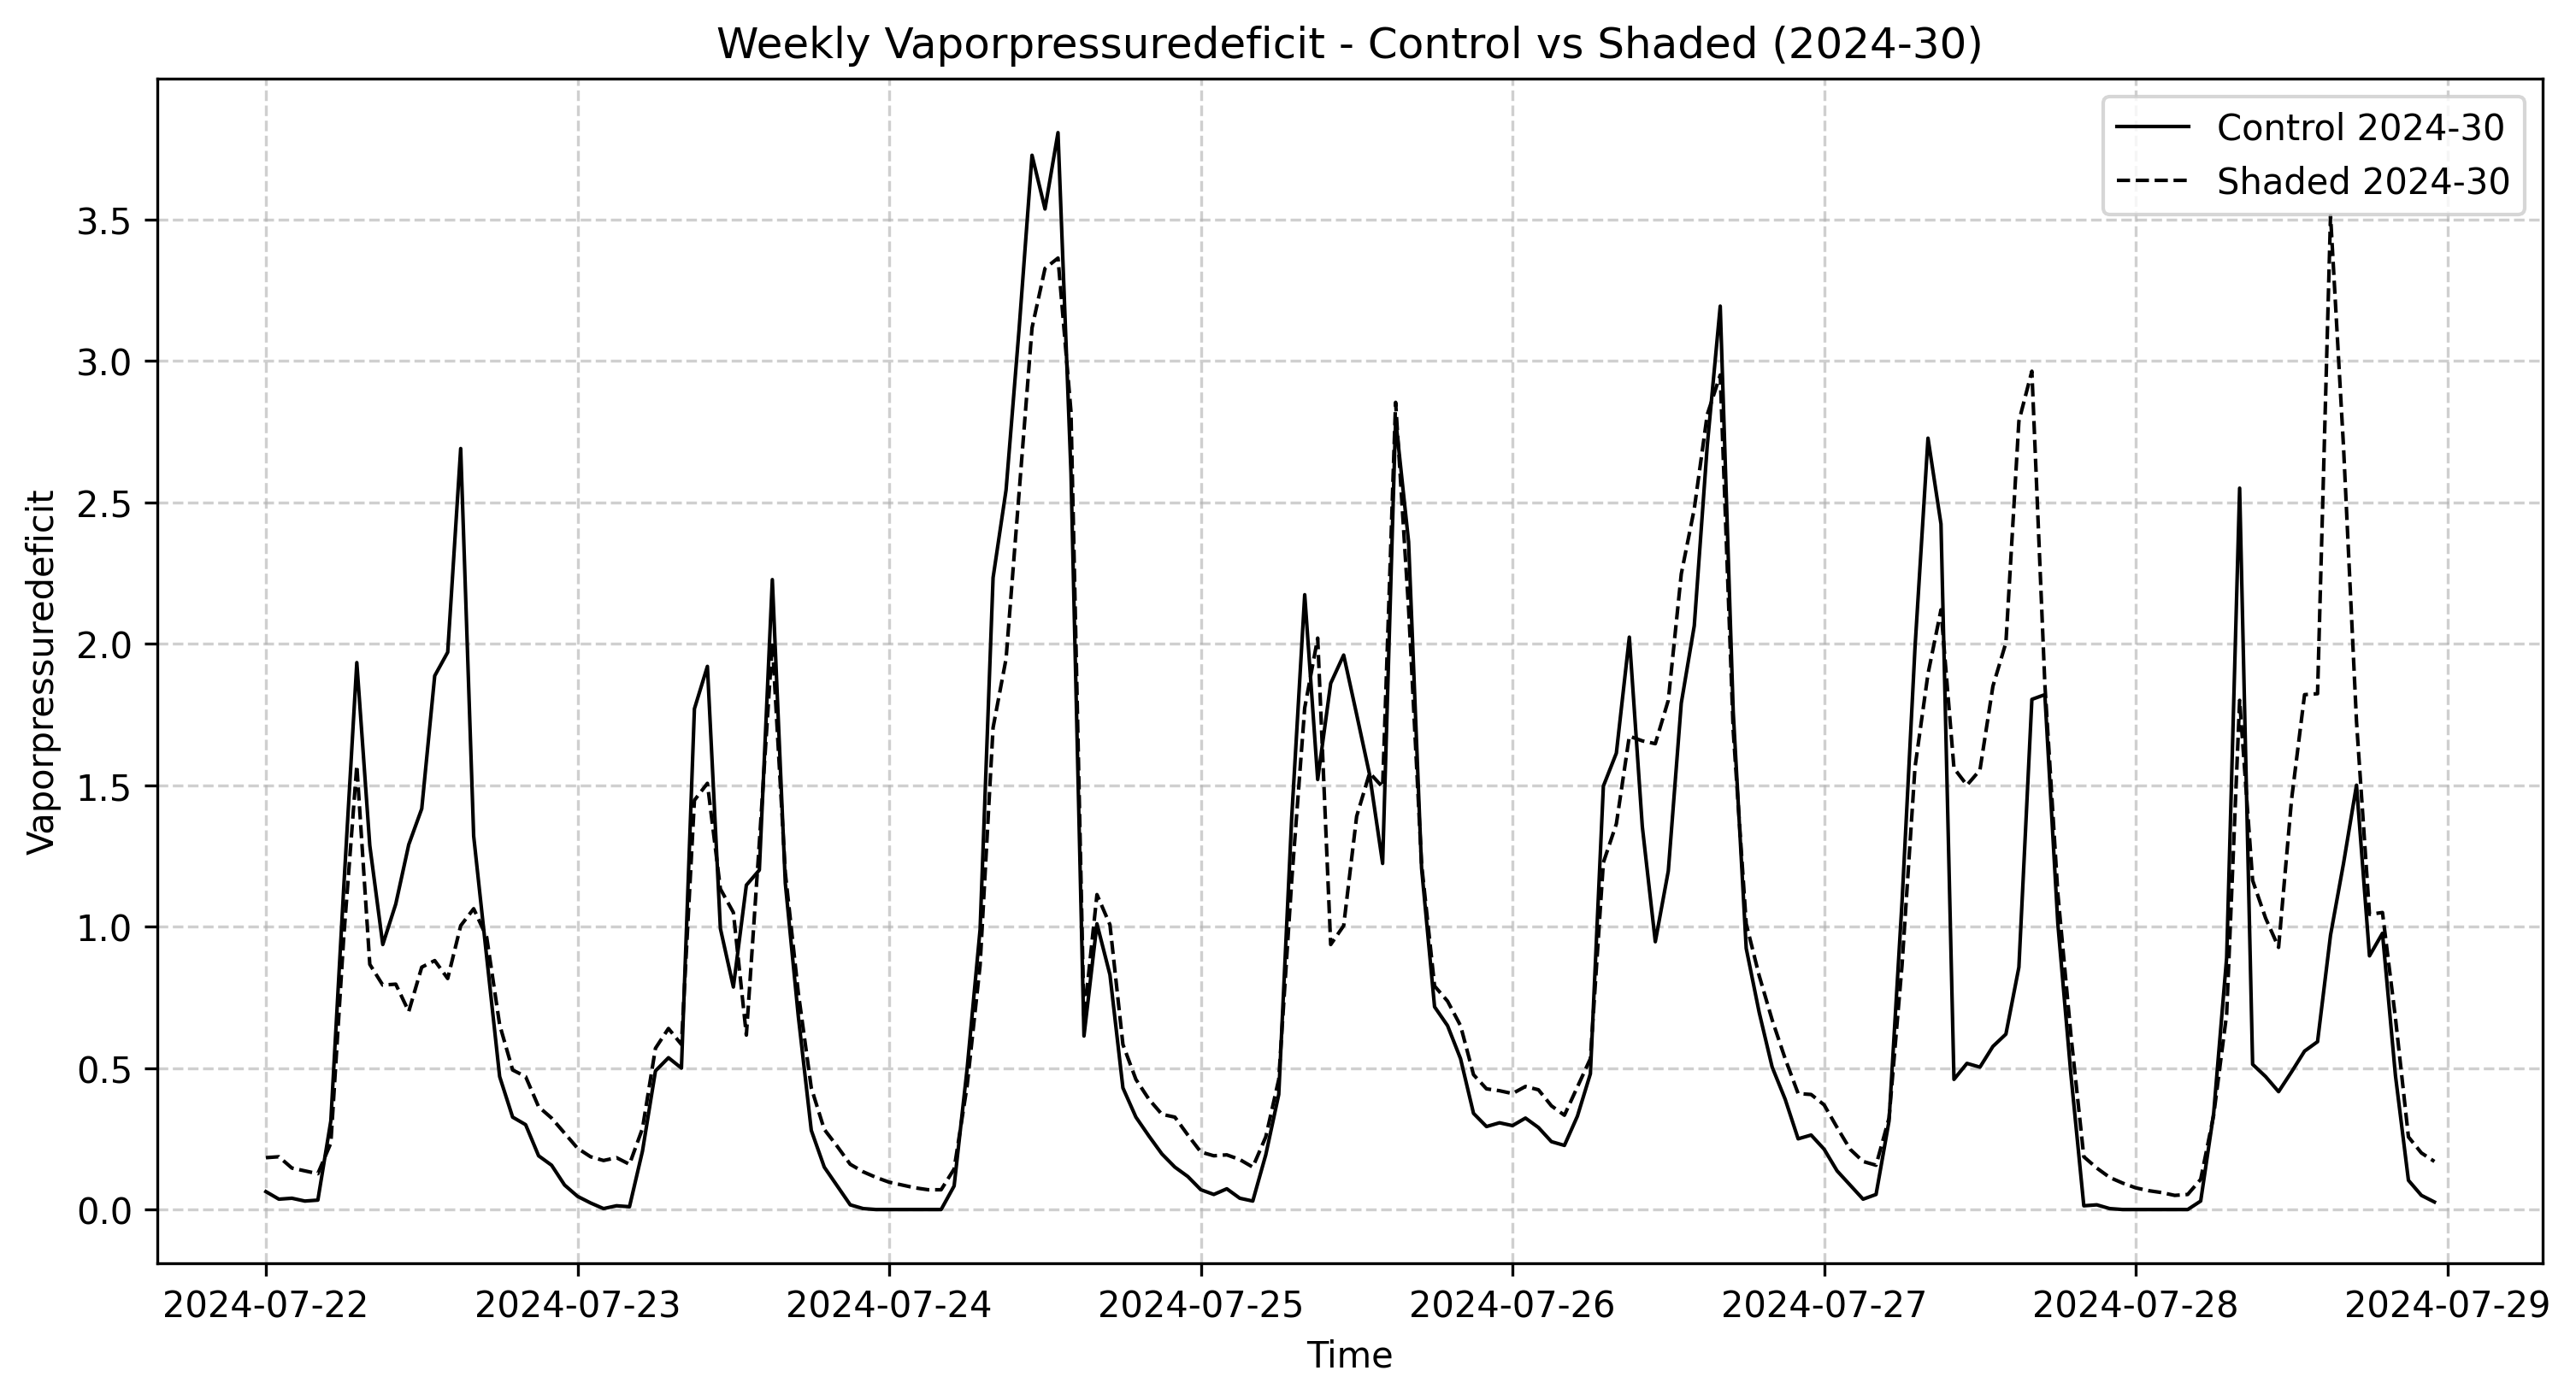 Weekly Vaporpressuredeficit - Control vs Shaded (2024-30)
Control 2024-30
Shaded 2024-30
Vaporpressuredeficit
3.5
3.0
2.5
2.0
1.5
1.0
0.5
0.0
2024-07-22 2024-07-23 2024-07-24 2024-07-25 2024-07-26 2024-07-27 2024-07-28 2024-07-29
Time